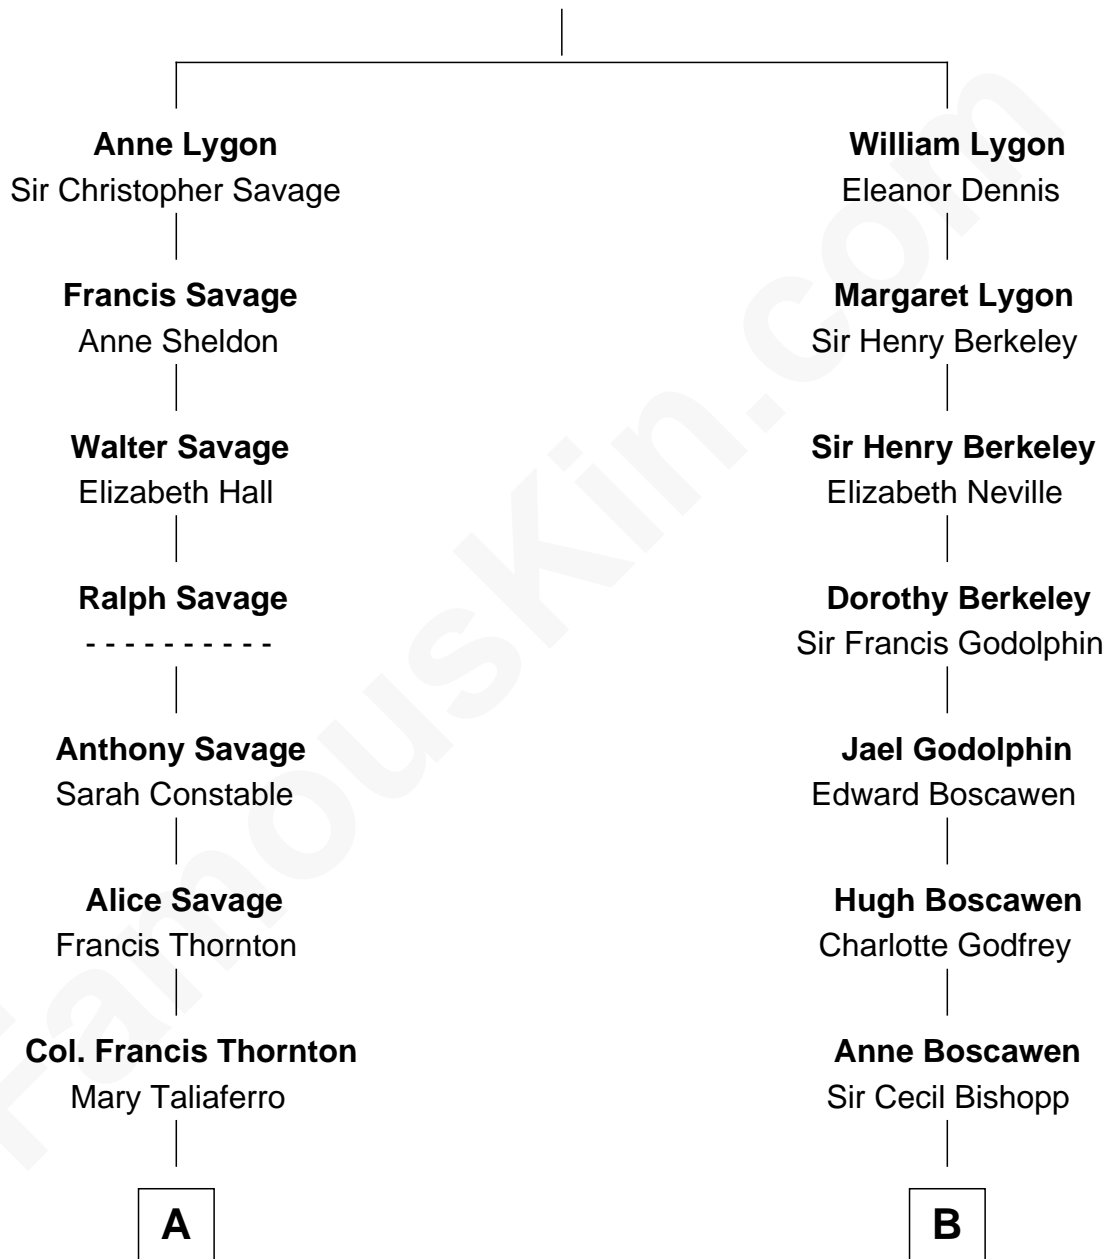 Anne Lygon
Sir Christopher Savage
Francis Savage
Anne Sheldon
Walter Savage
Elizabeth Hall
Ralph Savage
- - - - - - - - - -
Anthony Savage
Sarah Constable
Alice Savage
Francis Thornton
Col. Francis Thornton
Mary Taliaferro
A
William Lygon
Eleanor Dennis
Margaret Lygon
Sir Henry Berkeley
Sir Henry Berkeley
Elizabeth Neville
Dorothy Berkeley
Sir Francis Godolphin
Jael Godolphin
Edward Boscawen
Hugh Boscawen
Charlotte Godfrey
Anne Boscawen
Sir Cecil Bishopp
B
FamousKin.com